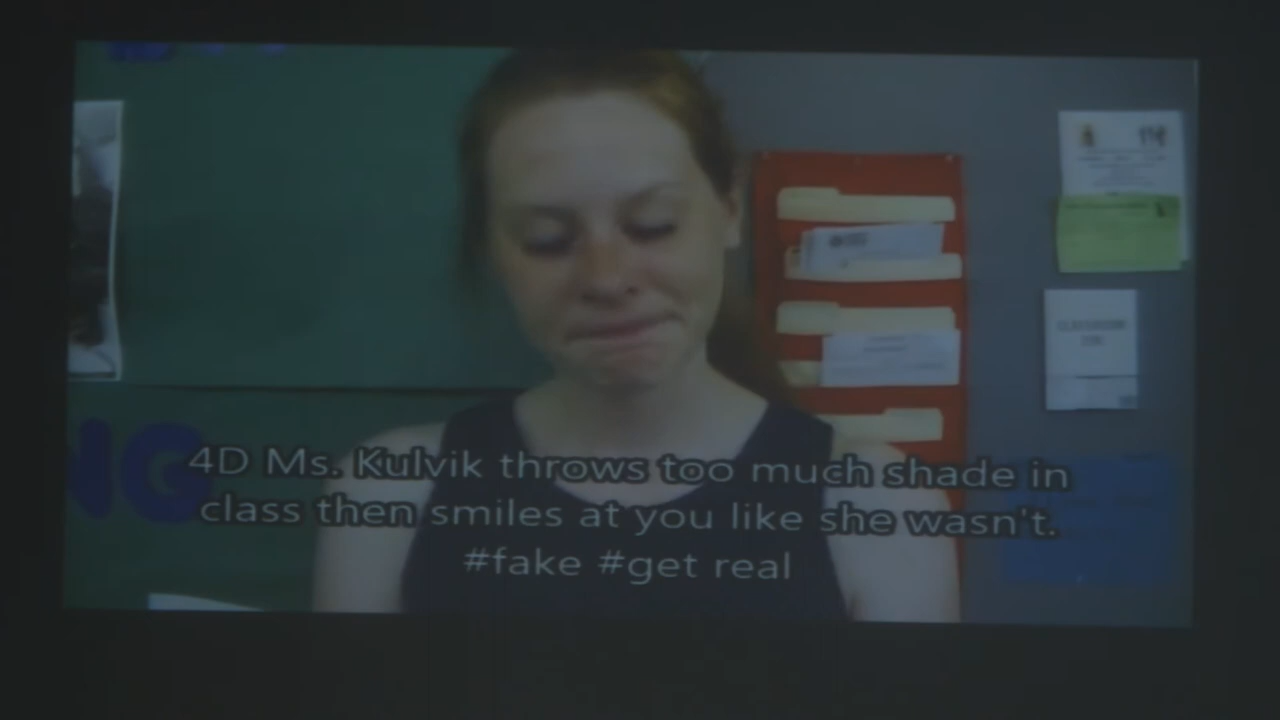 NG
4D Ms. Kulvik throws too much shade in
class then smiles at you like she wasn't.
#fake #get real